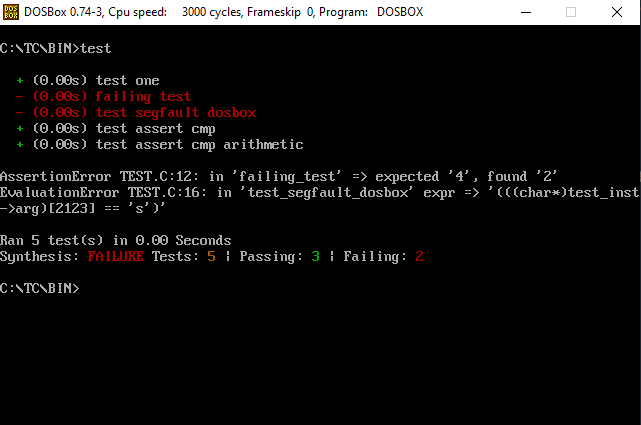 DOS
BOX
DOSBox 0.74-3, Cpu speed: 3000 cycles, Frameskip 0, Program: DOSBOX
C:\TC\BIN>test
+ (0.00s) test one
- (0.00s) failing test
- (0.00s) test segfault dosbox
+ (0.00s) test assert cmp
+ (0.00s) test assert cmp arithmetic
AssertionError TEST.C:12: in 'failing_test' => expected '4', found '2'
EvaluationError TEST.C:16: in 'test_segfault_dosbox' expr => '(((char*)test_inst
->arg)[2123] == 's')'
Ran 5 test(s) in 0.00 Seconds
Synthesis: FAILURE Tests: 5 ¦ Passing: 3 ¦ Failing: 2
C:\TC\BIN>